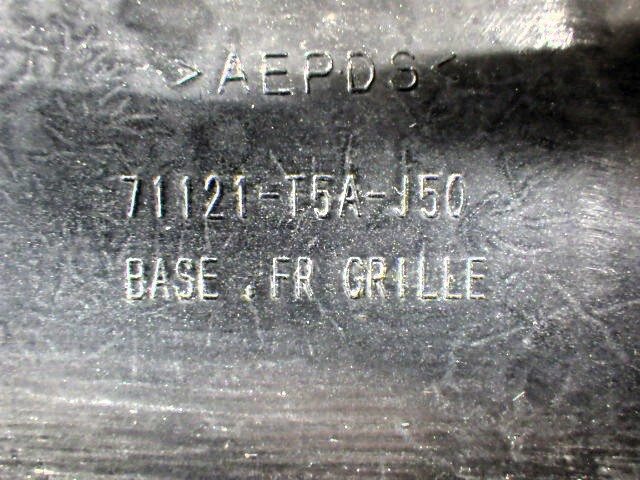 >AEPDS<
71121-T5A-J50
BASE,FR GRILLE